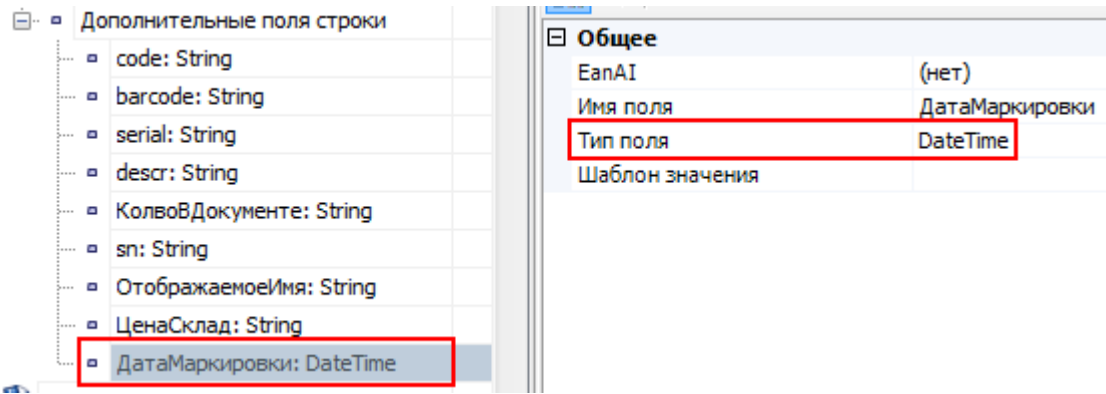 Дополнительные поля строки
code: String
barcode: String
serial: String
descr: String
КолвоВДокументе: String
sn: String
ОтображаемоеИмя: String
ЦенаСклад: String
ДатаМаркировки: DateTime
Общее
EanAI (нет)
Имя поля ДатаМаркировки
Тип поля DateTime
Шаблон значения